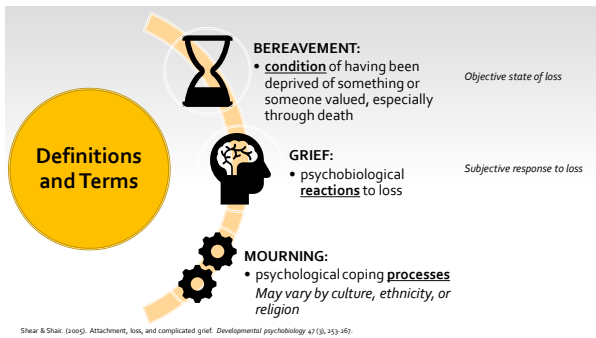 Definitions
and Terms
BEREAVEMENT:
• condition of having been
deprived of something or
someone valued, especially
through death
Objective state of loss
GRIEF:
• psychobiological
reactions to loss
Subjective response to loss
MOURNING:
• psychological coping processes
May vary by culture, ethnicity, or
religion
Shear & Shair. (2005). Attachment, loss, and complicated grief. Developmental psychobiology 47 (3), 253-267.